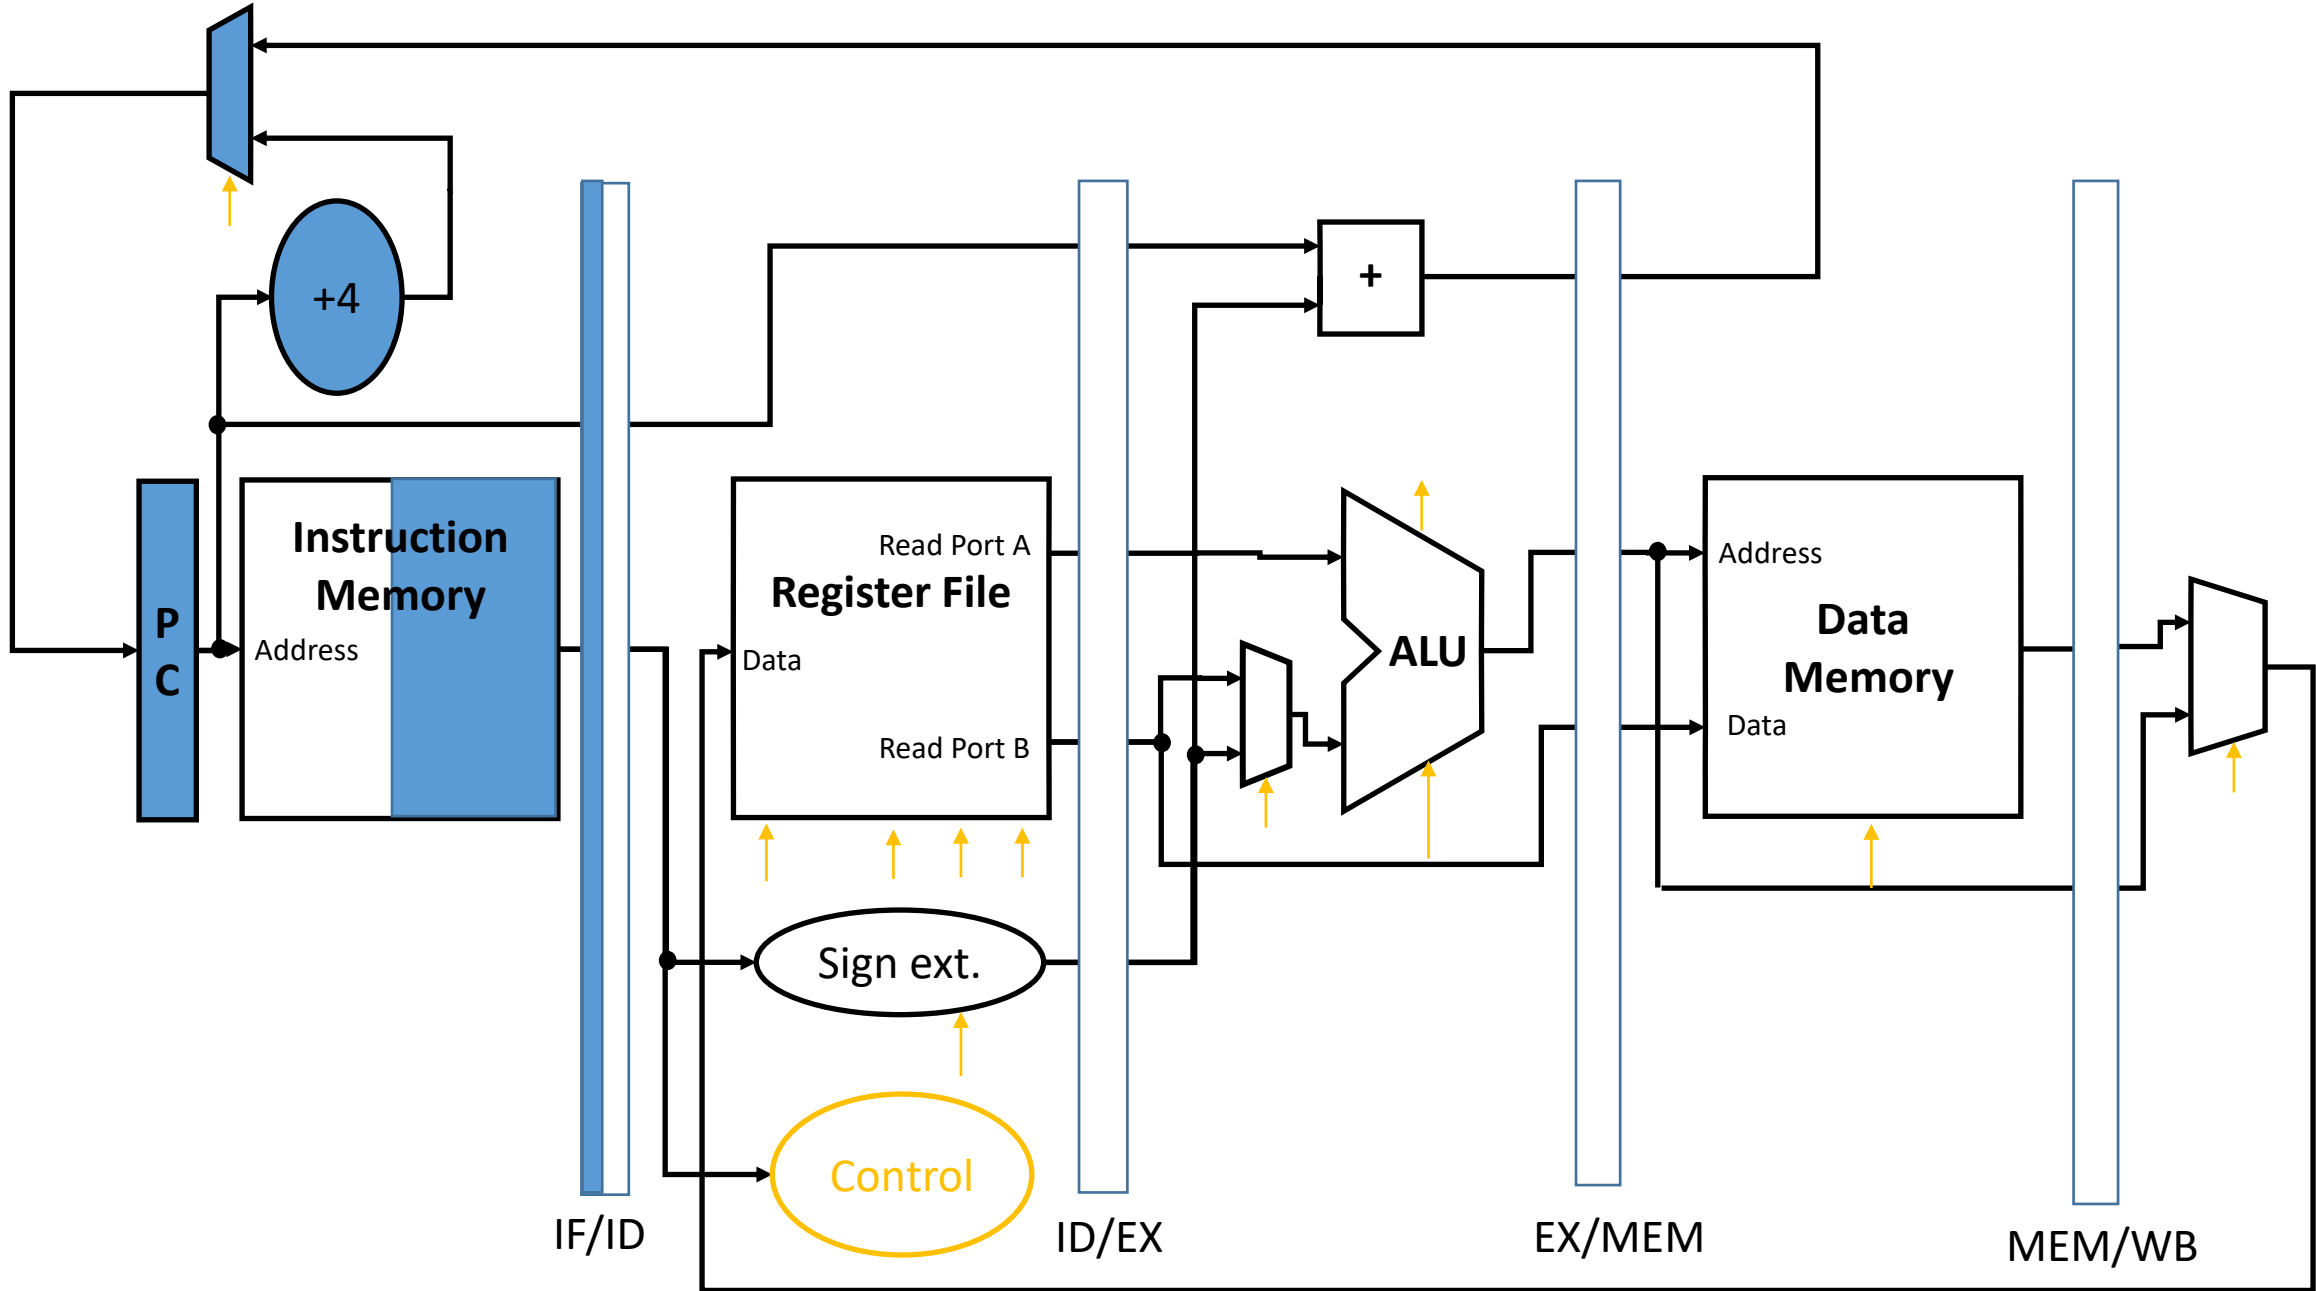 +4
+
P
C
Instruction
Memory
Address
Read Port A
Register File
Data
Read Port B
ALU
Address
Data
Memory
Data
Sign ext.
Control
IF/ID
ID/EX
EX/MEM
MEM/WB